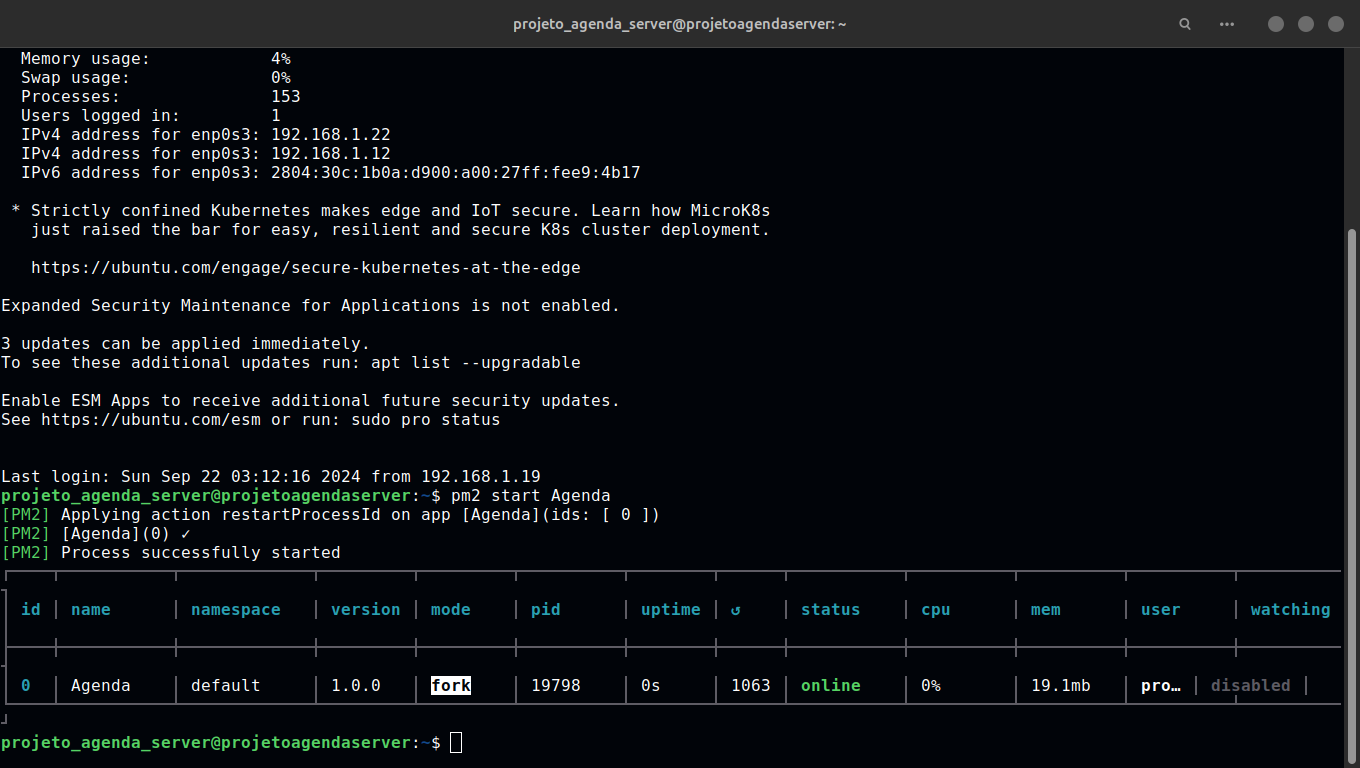 projeto_agenda_server@projetoagendaserver: ~
Memory usage: 4%
Swap usage: 0%
Processes: 153
Users logged in: 1
IPv4 address for enp0s3: 192.168.1.22
IPv4 address for enp0s3: 192.168.1.12
IPv6 address for enp0s3: 2804:30c:1b0a:d900:a00:27ff:fee9:4b17
* Strictly confined Kubernetes makes edge and IoT secure. Learn how MicroK8s
just raised the bar for easy, resilient and secure K8s cluster deployment.
https://ubuntu.com/engage/secure-kubernetes-at-the-edge
Expanded Security Maintenance for Applications is not enabled.
3 updates can be applied immediately.
To see these additional updates run: apt list --upgradable
Enable ESM Apps to receive additional future security updates.
See https://ubuntu.com/esm or run: sudo pro status
Last login: Sun Sep 22 03:12:16 2024 from 192.168.1.19
projeto_agenda_server@projetoagendaserver:~$ pm2 start Agenda
[PM2] Applying action restartProcessId on app [Agenda](ids: [ 0 ])
[PM2] [Agenda](0) ✓
[PM2] Process successfully started
id │ name │ namespace │ version │ mode │ pid │ uptime │ ↺ │ status │ cpu │ mem │ user │ watching
0 │ Agenda │ default │ 1.0.0 │ fork │ 19798 │ 0s │ 1063 │ online │ 0% │ 19.1mb │ pro… │ disabled │
projeto_agenda_server@projetoagendaserver:~$